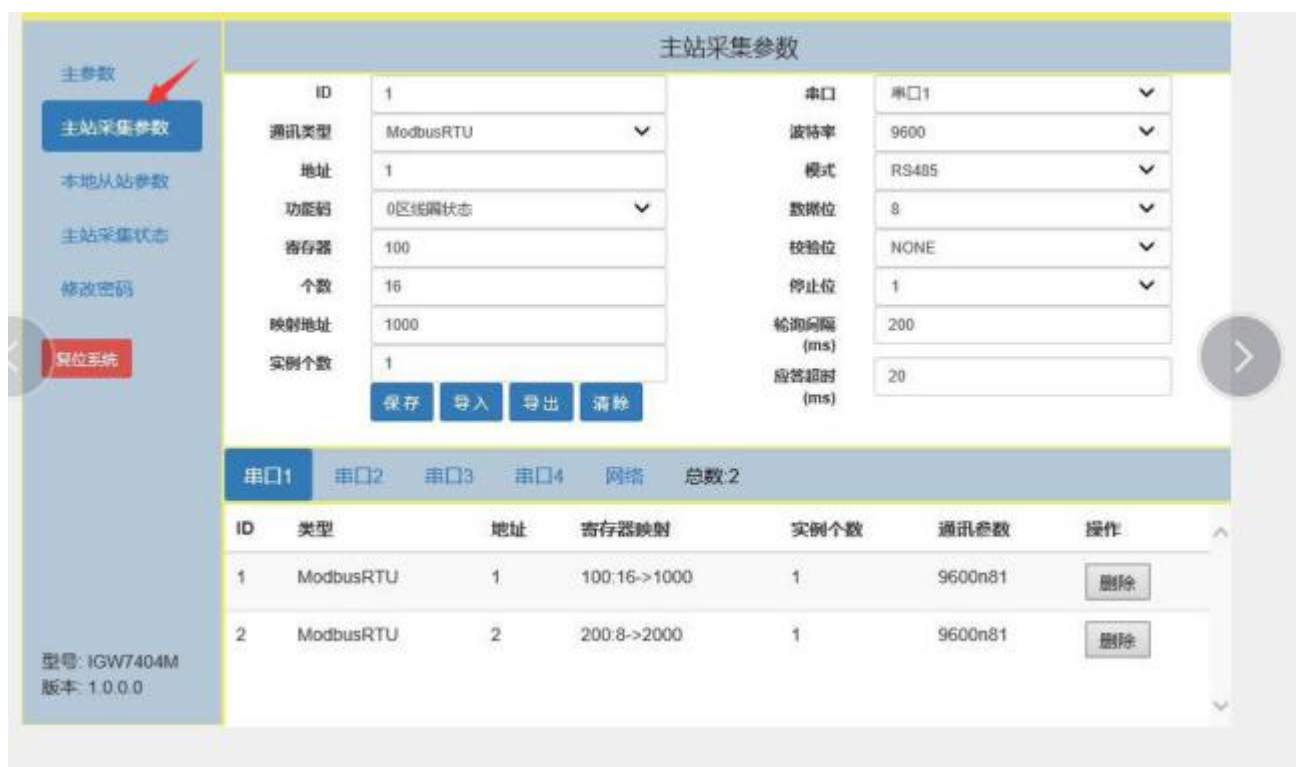 主站采集参数
主参数
主站采集参数
本地从站参数
主站采集状态
修改密码
复位系统
型号: IGW7404M
版本: 1.0.0.0
ID 1 串口 串口1
通讯类型 ModbusRTU 波特率 9600
地址 1 模式 RS485
功能码 0区线圈状态 数据位 8
寄存器 100 校验位 NONE
个数 16 停止位 1
映射地址 1000 轮询间隔 200
(ms)
实例个数 1 应答超时 20
(ms)
保存 导入 导出 清除
串口1 串口2 串口3 串口4 网络 总数:2
ID 类型 地址 寄存器映射 实例个数 通讯参数 操作
1 ModbusRTU 1 100:16->1000 1 9600n81 删除
2 ModbusRTU 2 200:8->2000 1 9600n81 删除